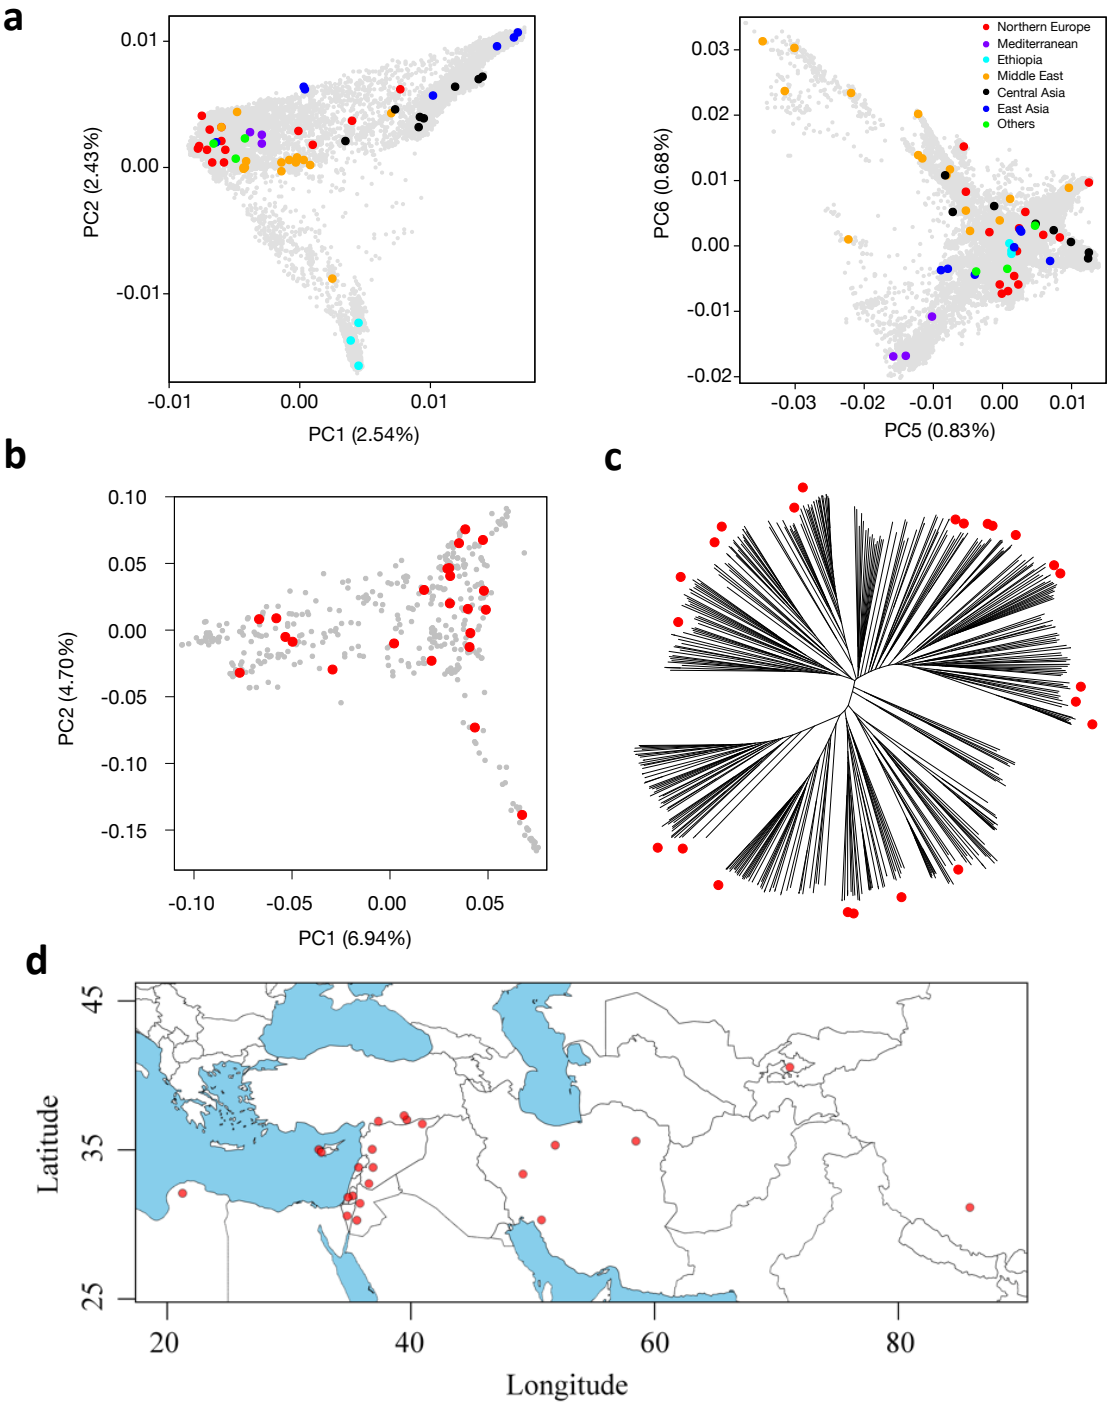 a
0.01
0.00
-0.01
PC2 (2.43%)
-0.01
0.00
0.01
PC1 (2.54%)
0.03
0.02
0.01
0.00
-0.01
-0.02
PC6 (0.68%)
Northern Europe
Mediterranean
Ethiopia
Middle East
Central Asia
East Asia
Others
-0.03
-0.02
-0.01
0.00
0.01
PC5 (0.83%)
b
0.10
0.05
0.00
-0.05
-0.10
-0.15
PC2 (4.70%)
-0.10
-0.05
0.00
0.05
PC1 (6.94%)
c
d
45
35
25
Latitude
20
40
60
80
Longitude